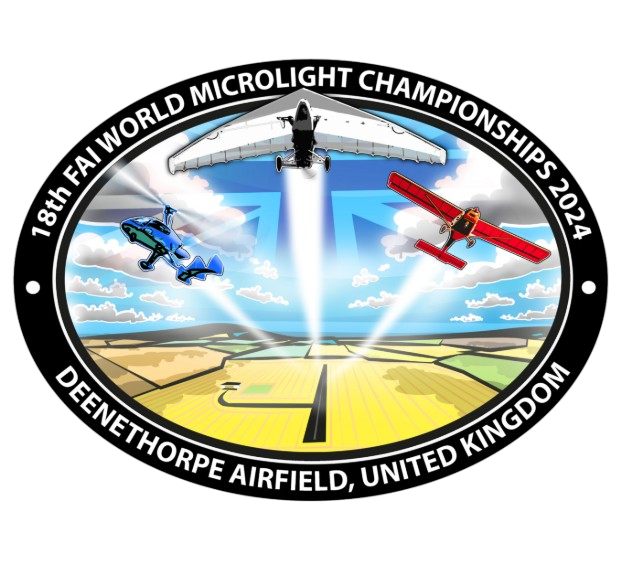 18th FAI WORLD MICROLIGHT CHAMPIONSHIPS 2024
DEENETHORPE AIRFIELD, UNITED KINGDOM